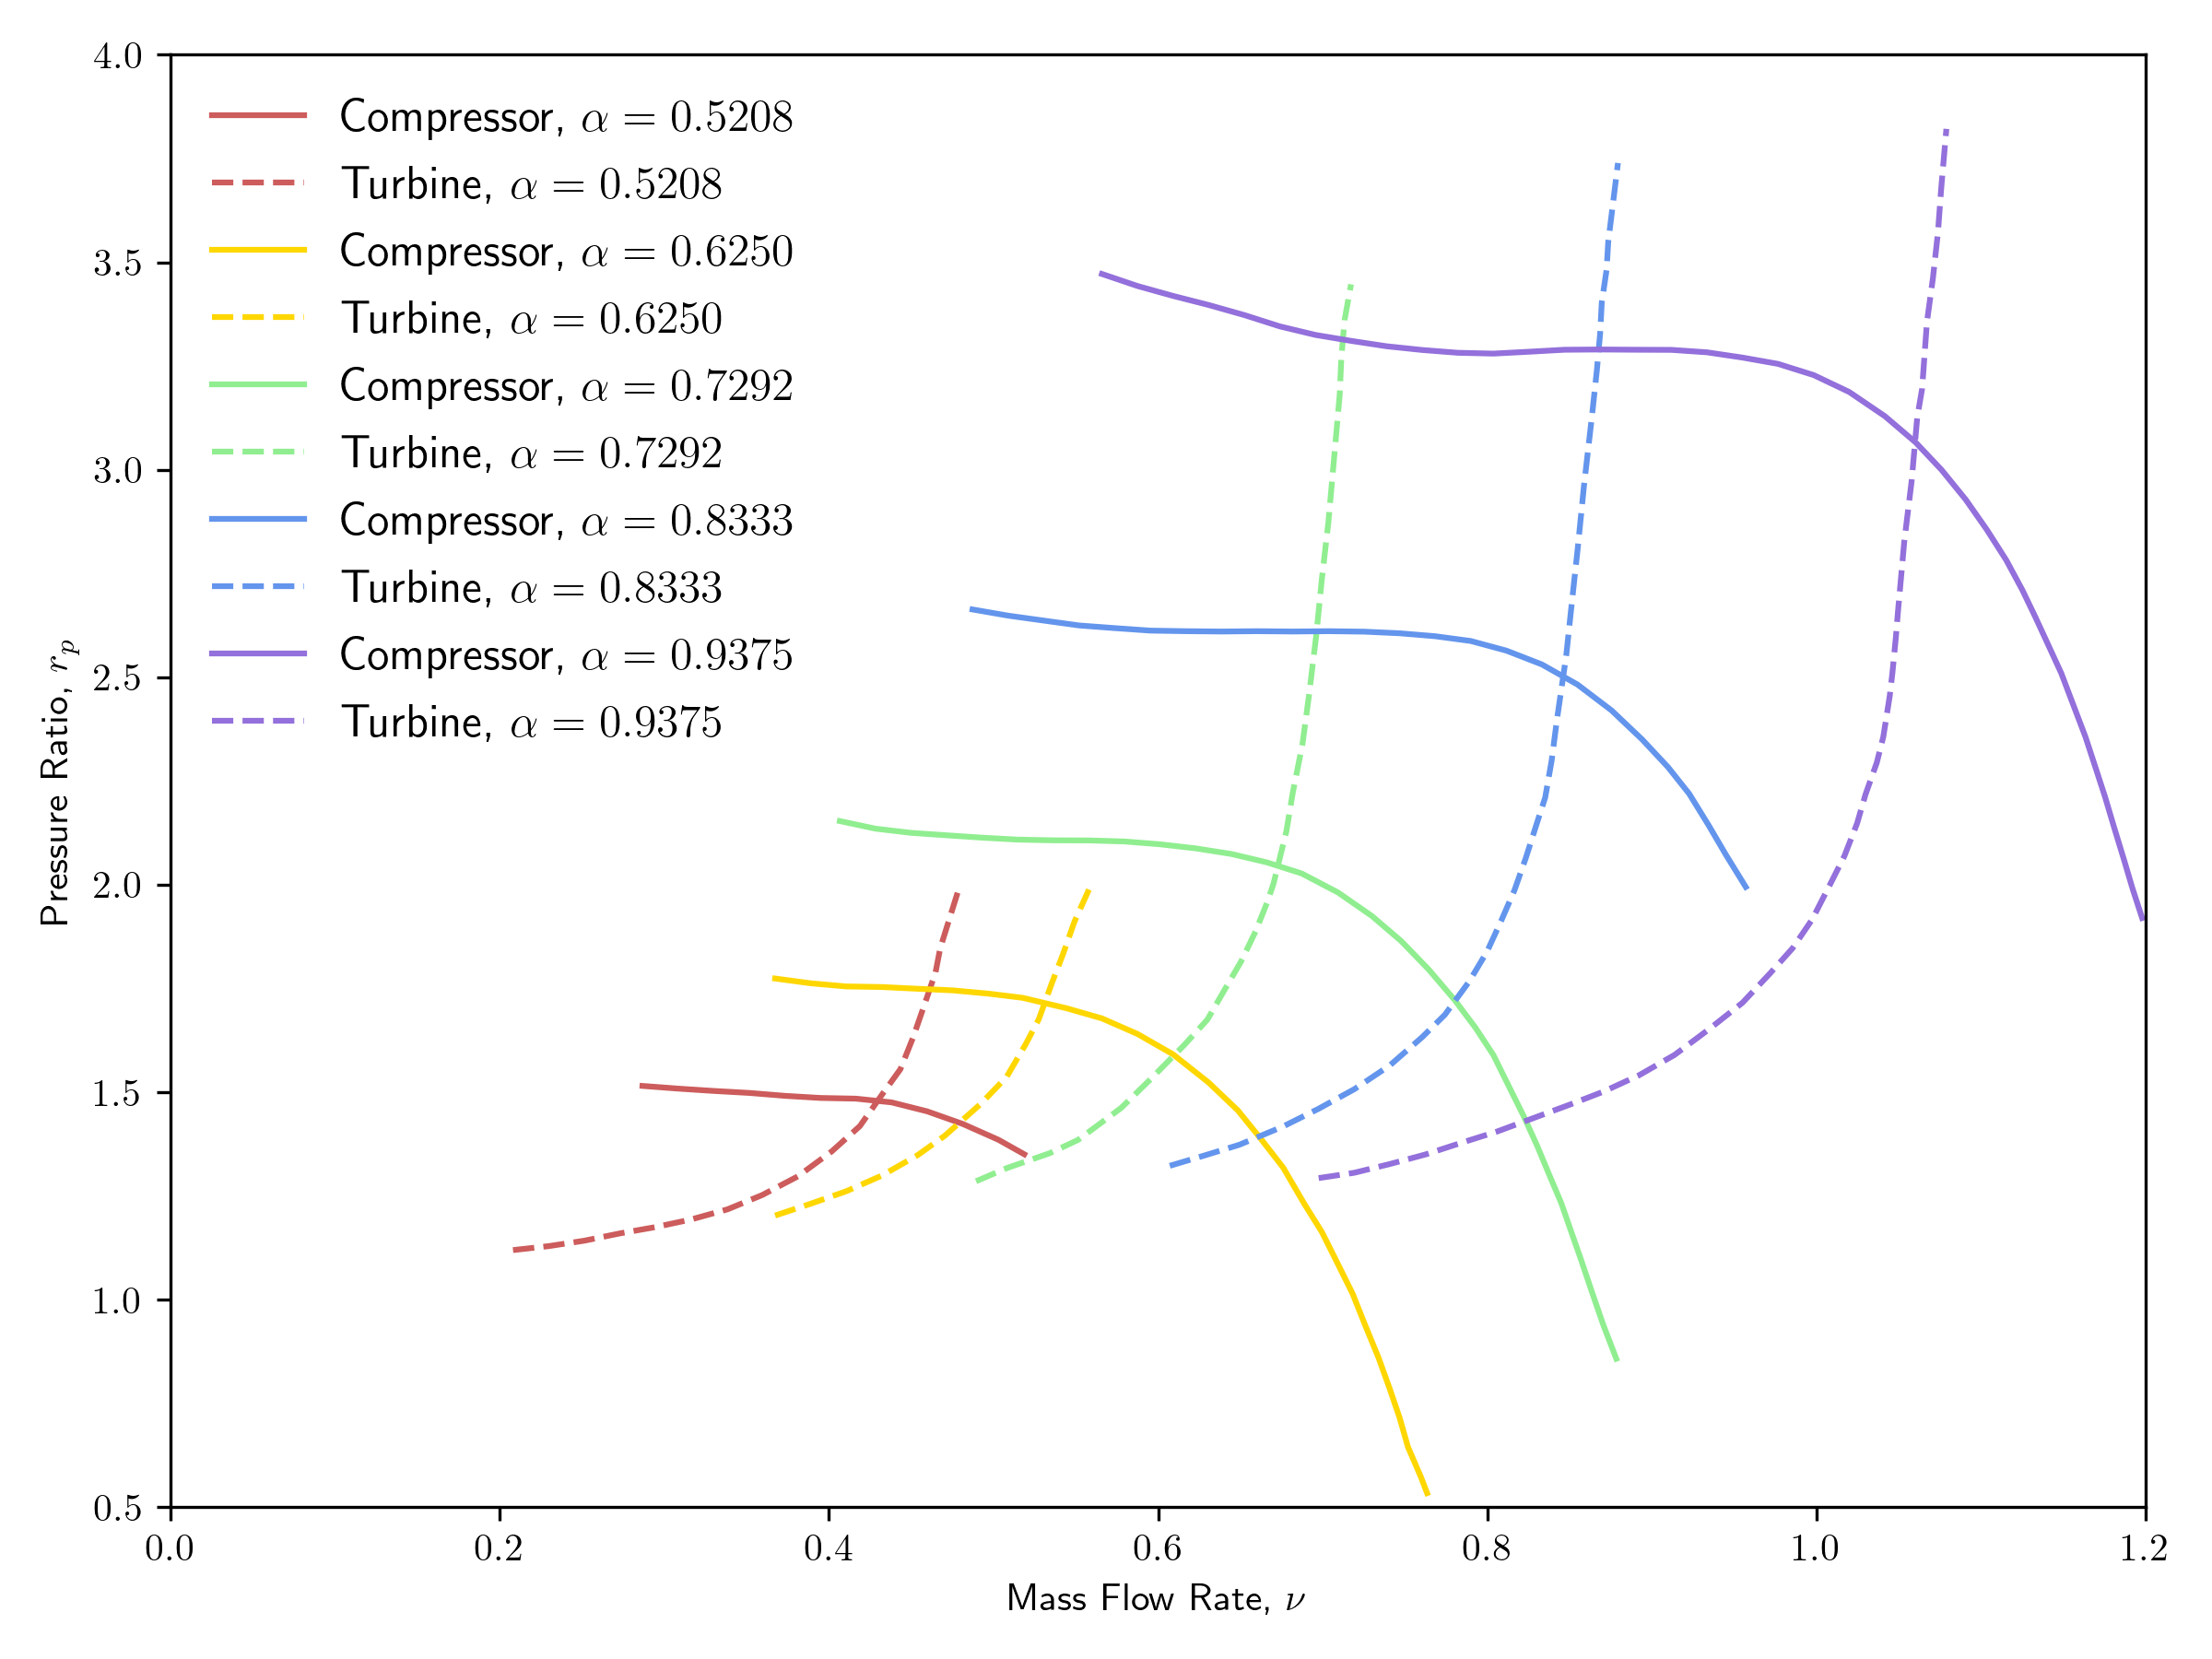 4.0
3.5
3.0
2.5
2.0
1.5
1.0
0.5
Pressure Ratio, r_p
Compressor, α = 0.5208
Turbine, α = 0.5208
Compressor, α = 0.6250
Turbine, α = 0.6250
Compressor, α = 0.7292
Turbine, α = 0.7292
Compressor, α = 0.8333
Turbine, α = 0.8333
Compressor, α = 0.9375
Turbine, α = 0.9375
0.0 0.2 0.4 0.6 0.8 1.0 1.2
Mass Flow Rate, ν